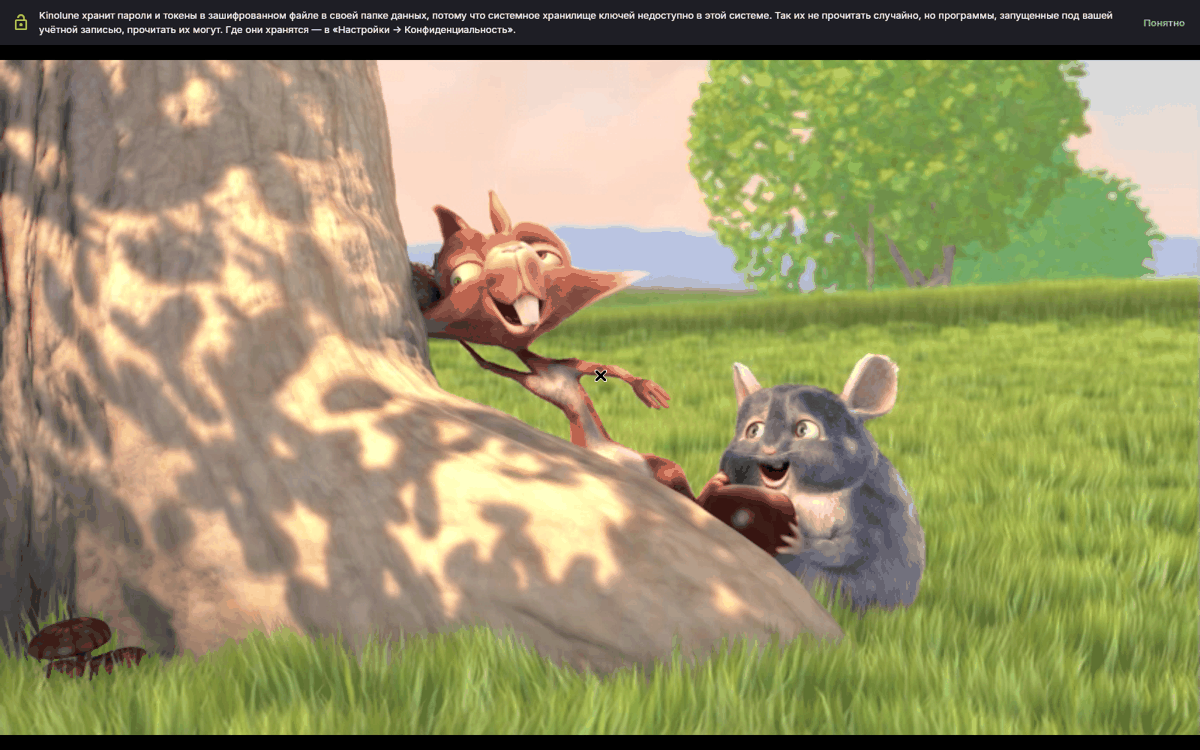 Kinolune хранит пароли и токены в зашифрованном файле в своей папке данных, потому что системное хранилище ключей недоступно в этой системе. Так их не прочитать случайно, но программы, запущенные под вашей
учётной записью, прочитать их могут. Где они хранятся — в «Настройки → Конфиденциальность».
Понятно